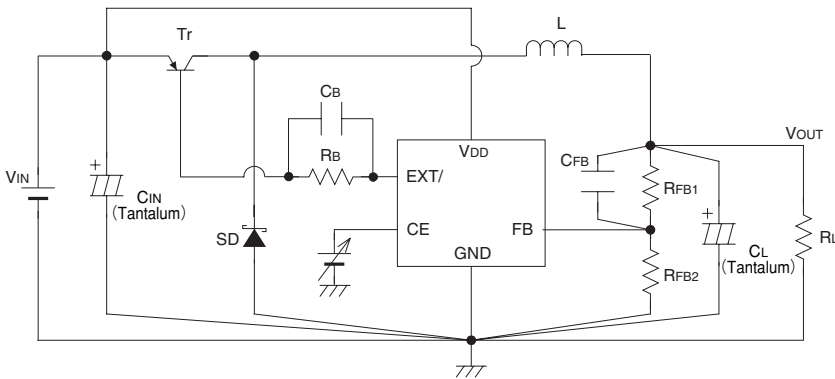 Tr
L
CB
VDD
VOUT
CFB
RB
EXT/
RFB1
VIN
+
CIN
(Tantalum)
+
SD
CE
FB
CL
(Tantalum)
RL
GND
RFB2